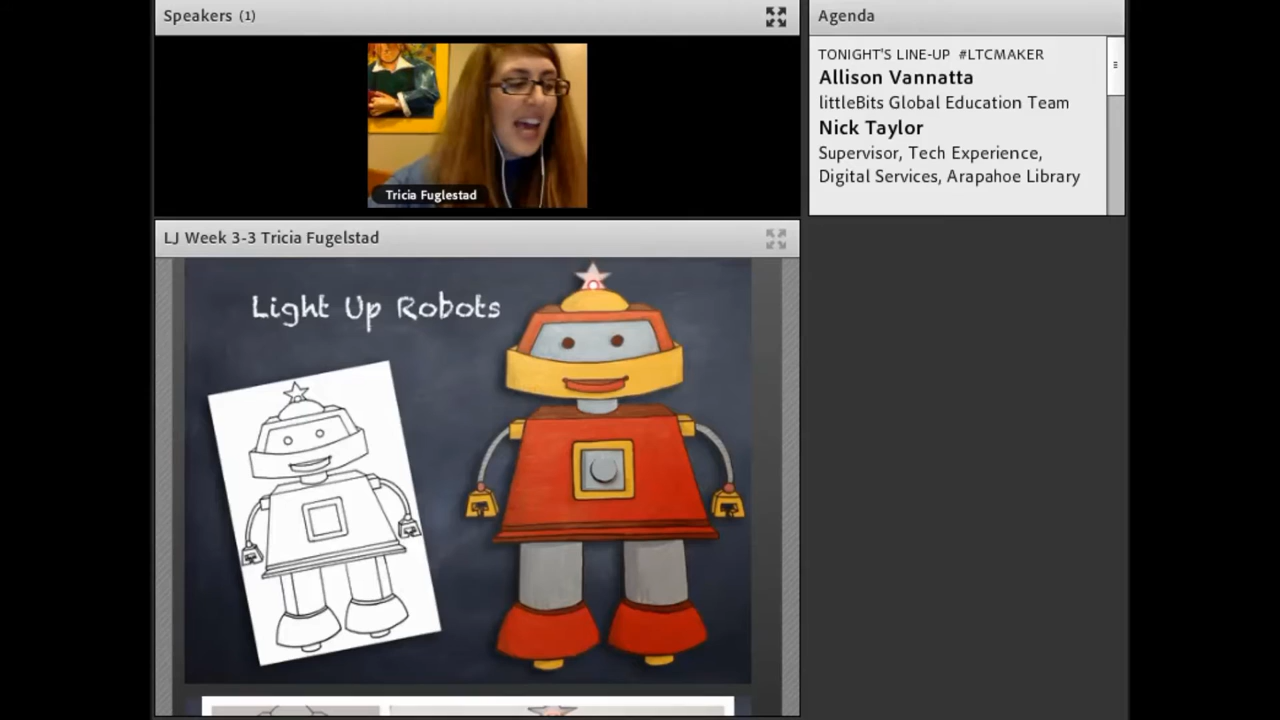 Speakers (1)
Tricia Fuglestad
Agenda
TONIGHT'S LINE-UP #LTCMAKER
Allison Vannatta
littleBits Global Education Team
Nick Taylor
Supervisor, Tech Experience,
Digital Services, Arapahoe Library
LJ Week 3-3 Tricia Fugelstad
Light Up Robots